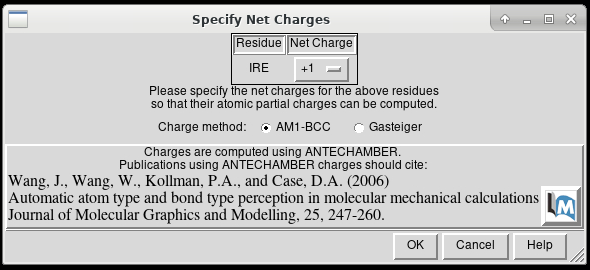 Specify Net Charges
Residue Net Charge
IRE +1
Please specify the net charges for the above residues
so that their atomic partial charges can be computed.
Charge method: AM1-BCC Gasteiger
Charges are computed using ANTECHAMBER.
Publications using ANTECHAMBER charges should cite:
Wang, J., Wang, W., Kollman, P.A., and Case, D.A. (2006)
Automatic atom type and bond type perception in molecular mechanical calculations
Journal of Molecular Graphics and Modelling, 25, 247-260.
M
OK Cancel Help